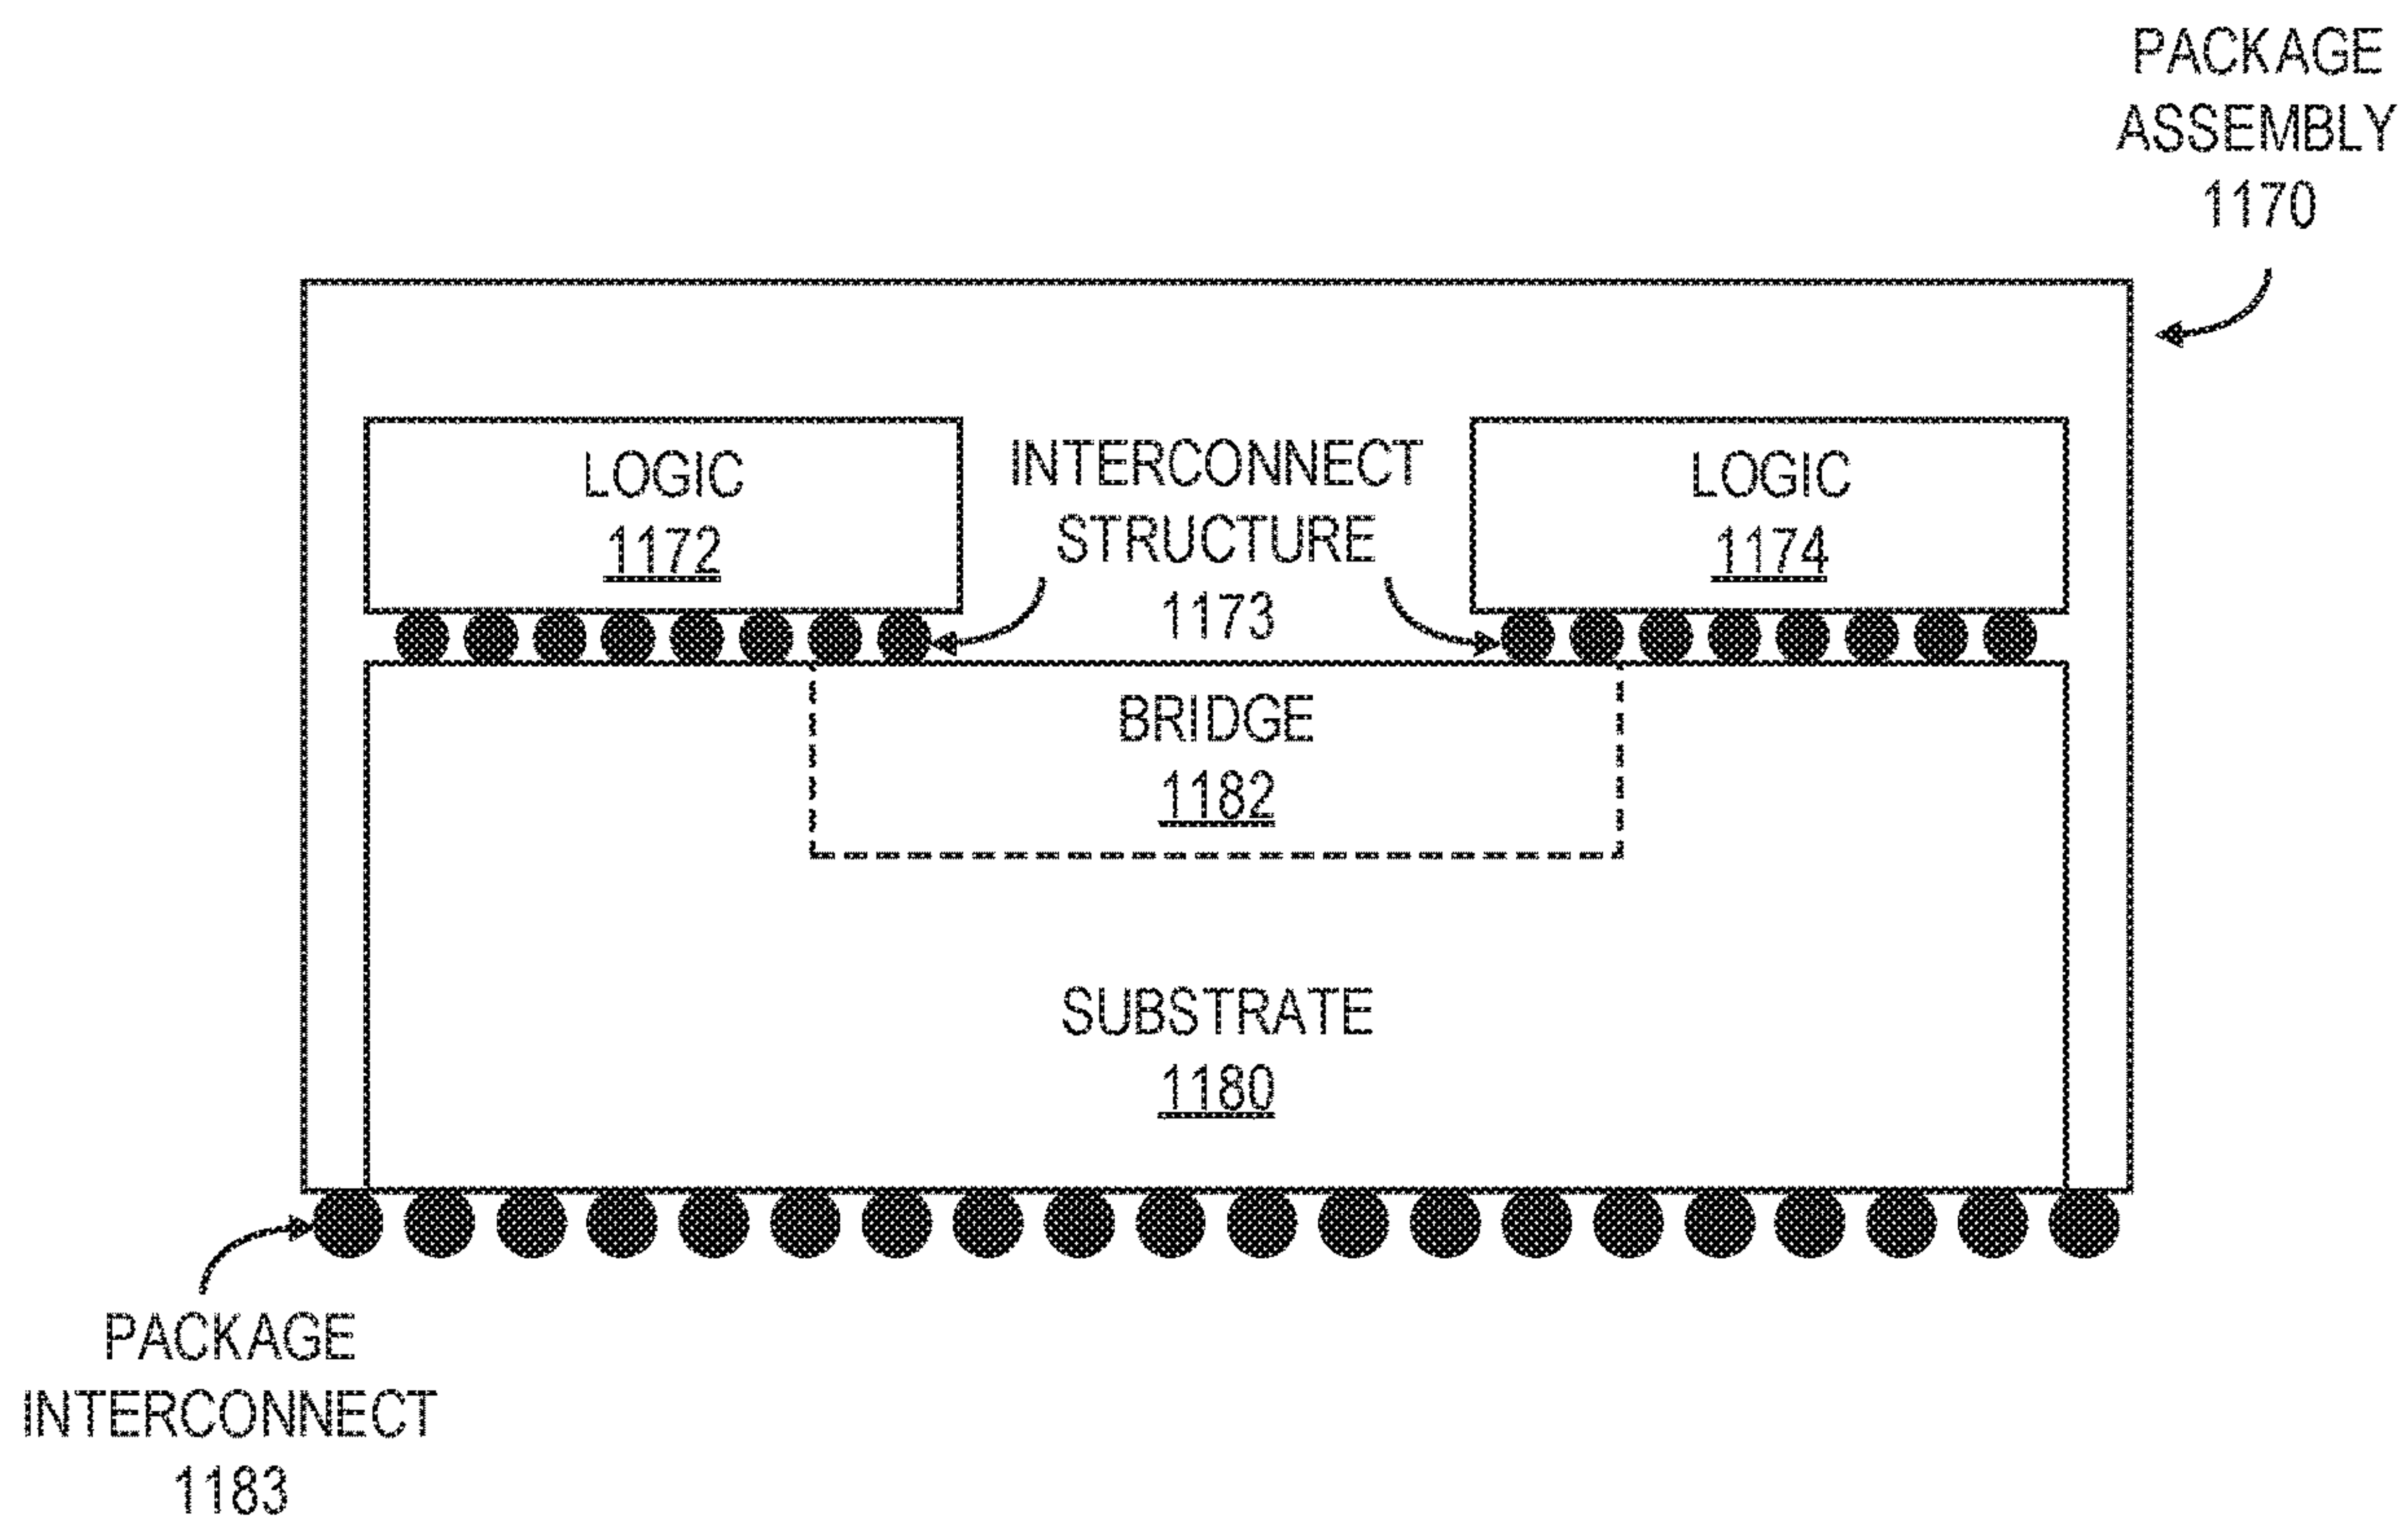 PACKAGE
ASSEMBLY
1170
LOGIC
1172
INTERCONNECT
STRUCTURE
1173
LOGIC
1174
BRIDGE
1182
SUBSTRATE
1180
PACKAGE
INTERCONNECT
1183